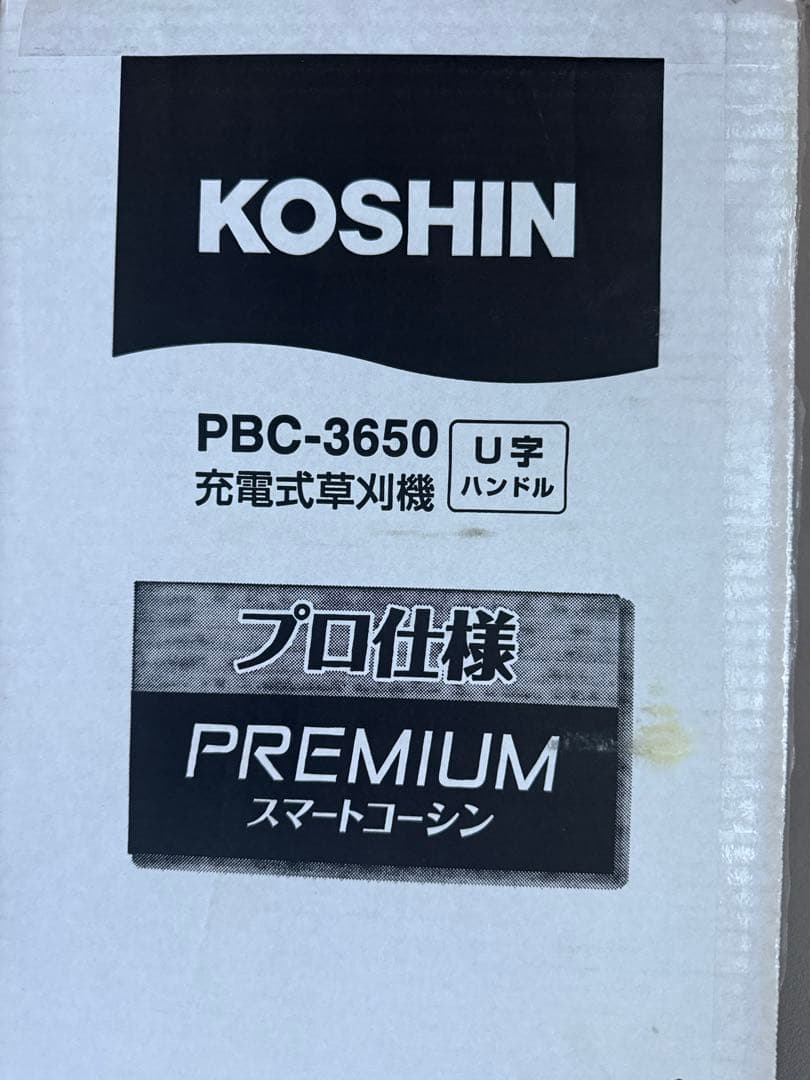 KOSHIN
PBC-3650
充電式草刈機
U字
ハンドル
プロ仕様
PREMIUM
スマートコーシン